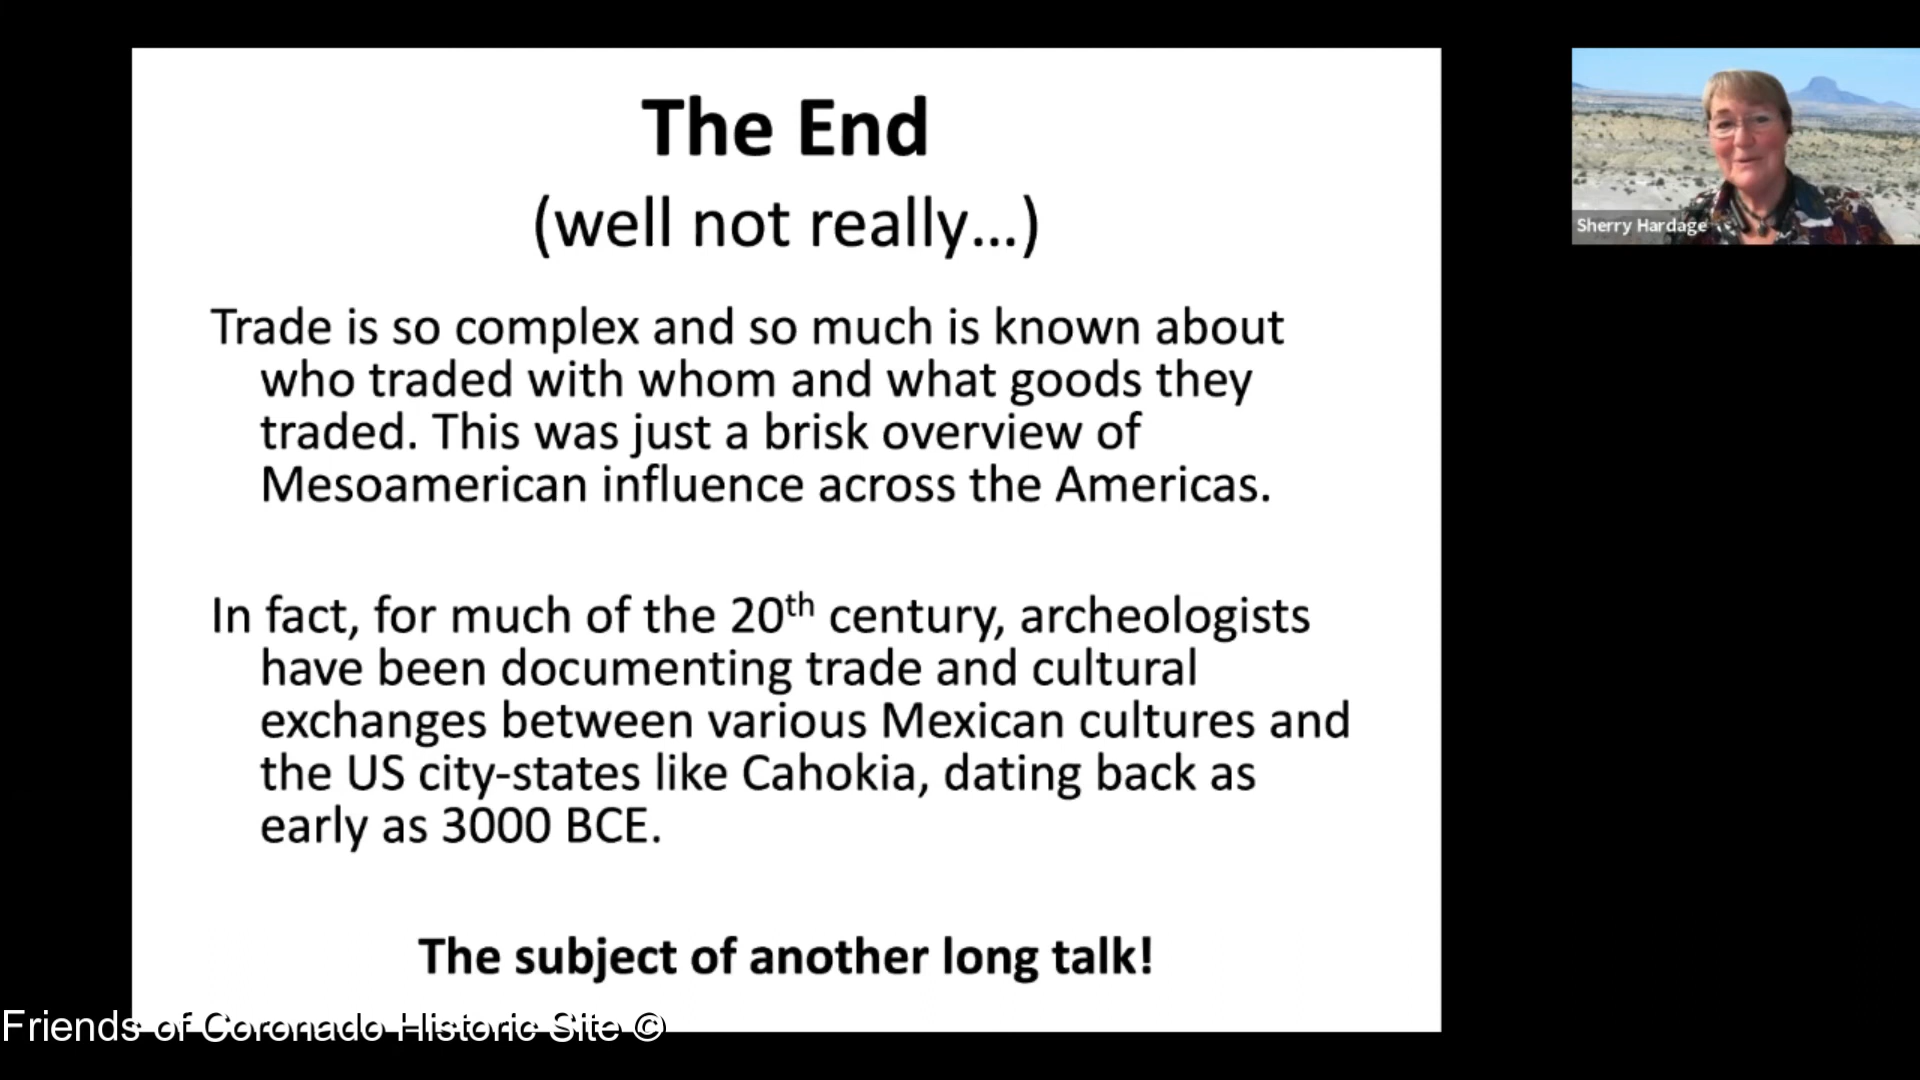 The End
(well not really...)
Trade is so complex and so much is known about
who traded with whom and what goods they
traded. This was just a brisk overview of
Mesoamerican influence across the Americas.
In fact, for much of the 20th century, archeologists
have been documenting trade and cultural
exchanges between various Mexican cultures and
the US city-states like Cahokia, dating back as
early as 3000 BCE.
The subject of another long talk!
Sherry Hardage
Friends of Coronado Historic Site ©